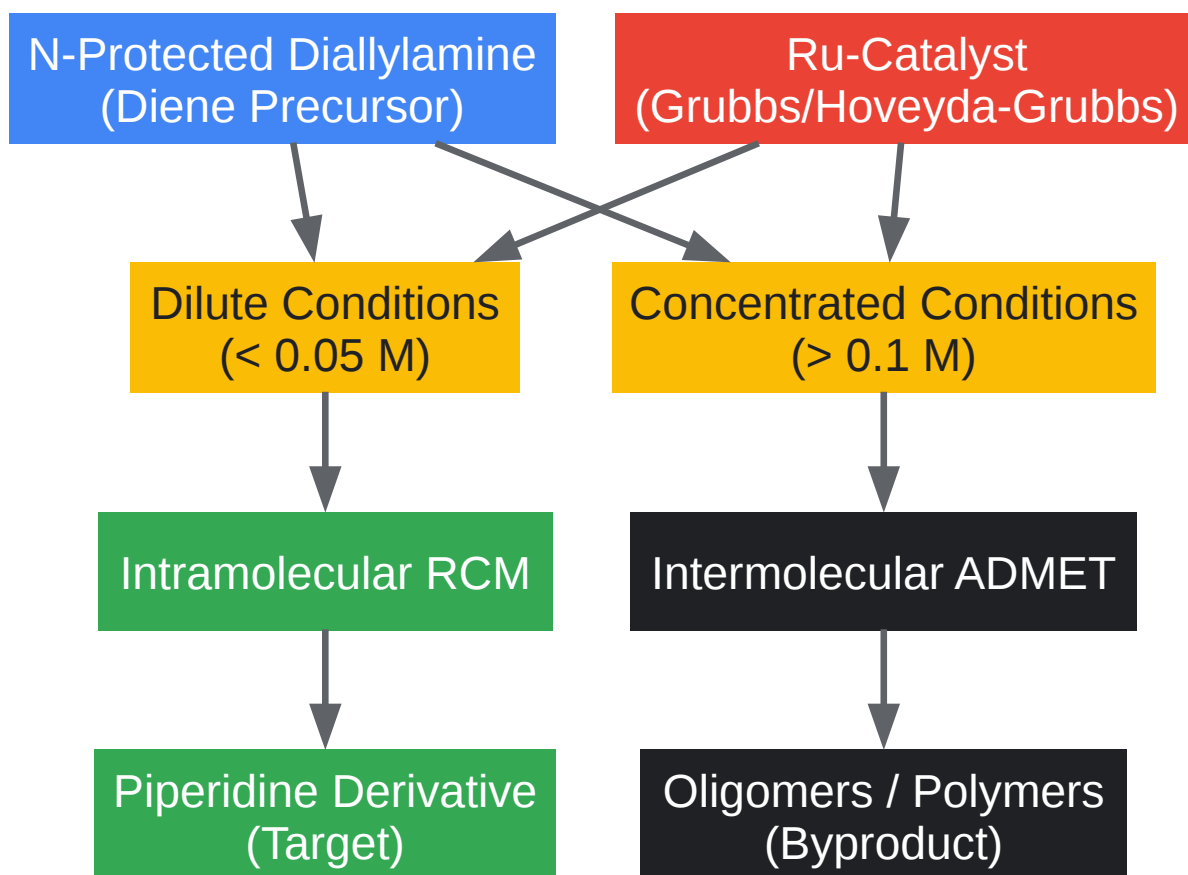 N-Protected Diallylamine
(Diene Precursor)
Ru-Catalyst
(Grubbs/Hoveyda-Grubbs)
Dilute Conditions
(< 0.05 M)
Concentrated Conditions
(> 0.1 M)
Intramolecular RCM
Intermolecular ADMET
Piperidine Derivative
(Target)
Oligomers / Polymers
(Byproduct)